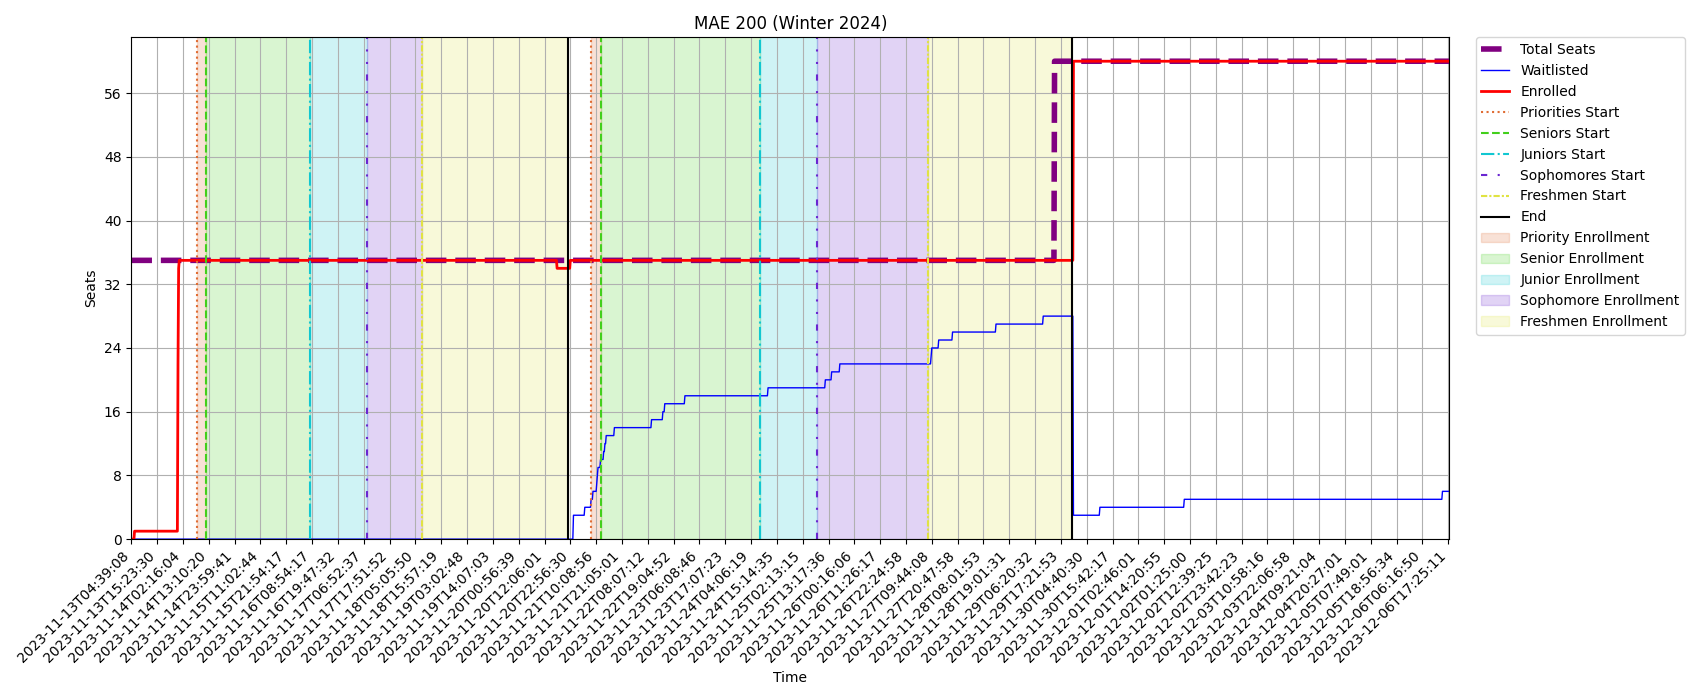 MAE 200 (Winter 2024)
Seats
56
48
40
32
24
16
8
0
2023-11-13T04:39:08
2023-11-13T15:23:30
2023-11-14T02:16:04
2023-11-14T13:10:20
2023-11-14T23:59:41
2023-11-15T11:02:44
2023-11-15T21:54:17
2023-11-16T08:54:17
2023-11-16T19:47:32
2023-11-17T06:52:37
2023-11-17T17:51:52
2023-11-18T05:05:50
2023-11-18T15:57:19
2023-11-19T03:02:48
2023-11-19T14:07:03
2023-11-20T00:56:39
2023-11-20T12:06:01
2023-11-20T22:56:30
2023-11-21T10:08:56
2023-11-21T21:05:01
2023-11-22T08:07:12
2023-11-22T19:04:52
2023-11-23T06:08:46
2023-11-23T17:07:23
2023-11-24T04:06:19
2023-11-24T15:14:35
2023-11-25T02:13:15
2023-11-25T13:17:36
2023-11-26T00:16:06
2023-11-26T11:26:17
2023-11-26T22:24:58
2023-11-27T09:44:08
2023-11-27T20:47:58
2023-11-28T08:01:53
2023-11-28T19:01:31
2023-11-29T06:20:32
2023-11-29T17:21:53
2023-11-30T04:40:30
2023-11-30T15:42:17
2023-12-01T02:46:01
2023-12-01T14:20:55
2023-12-02T01:25:00
2023-12-02T12:39:25
2023-12-02T23:42:23
2023-12-03T10:58:16
2023-12-03T22:06:58
2023-12-04T09:21:04
2023-12-04T20:27:01
2023-12-05T07:49:01
2023-12-05T18:56:34
2023-12-06T06:16:50
2023-12-06T17:25:11
Time
Total Seats
Waitlisted
Enrolled
Priorities Start
Seniors Start
Juniors Start
Sophomores Start
Freshmen Start
End
Priority Enrollment
Senior Enrollment
Junior Enrollment
Sophomore Enrollment
Freshmen Enrollment